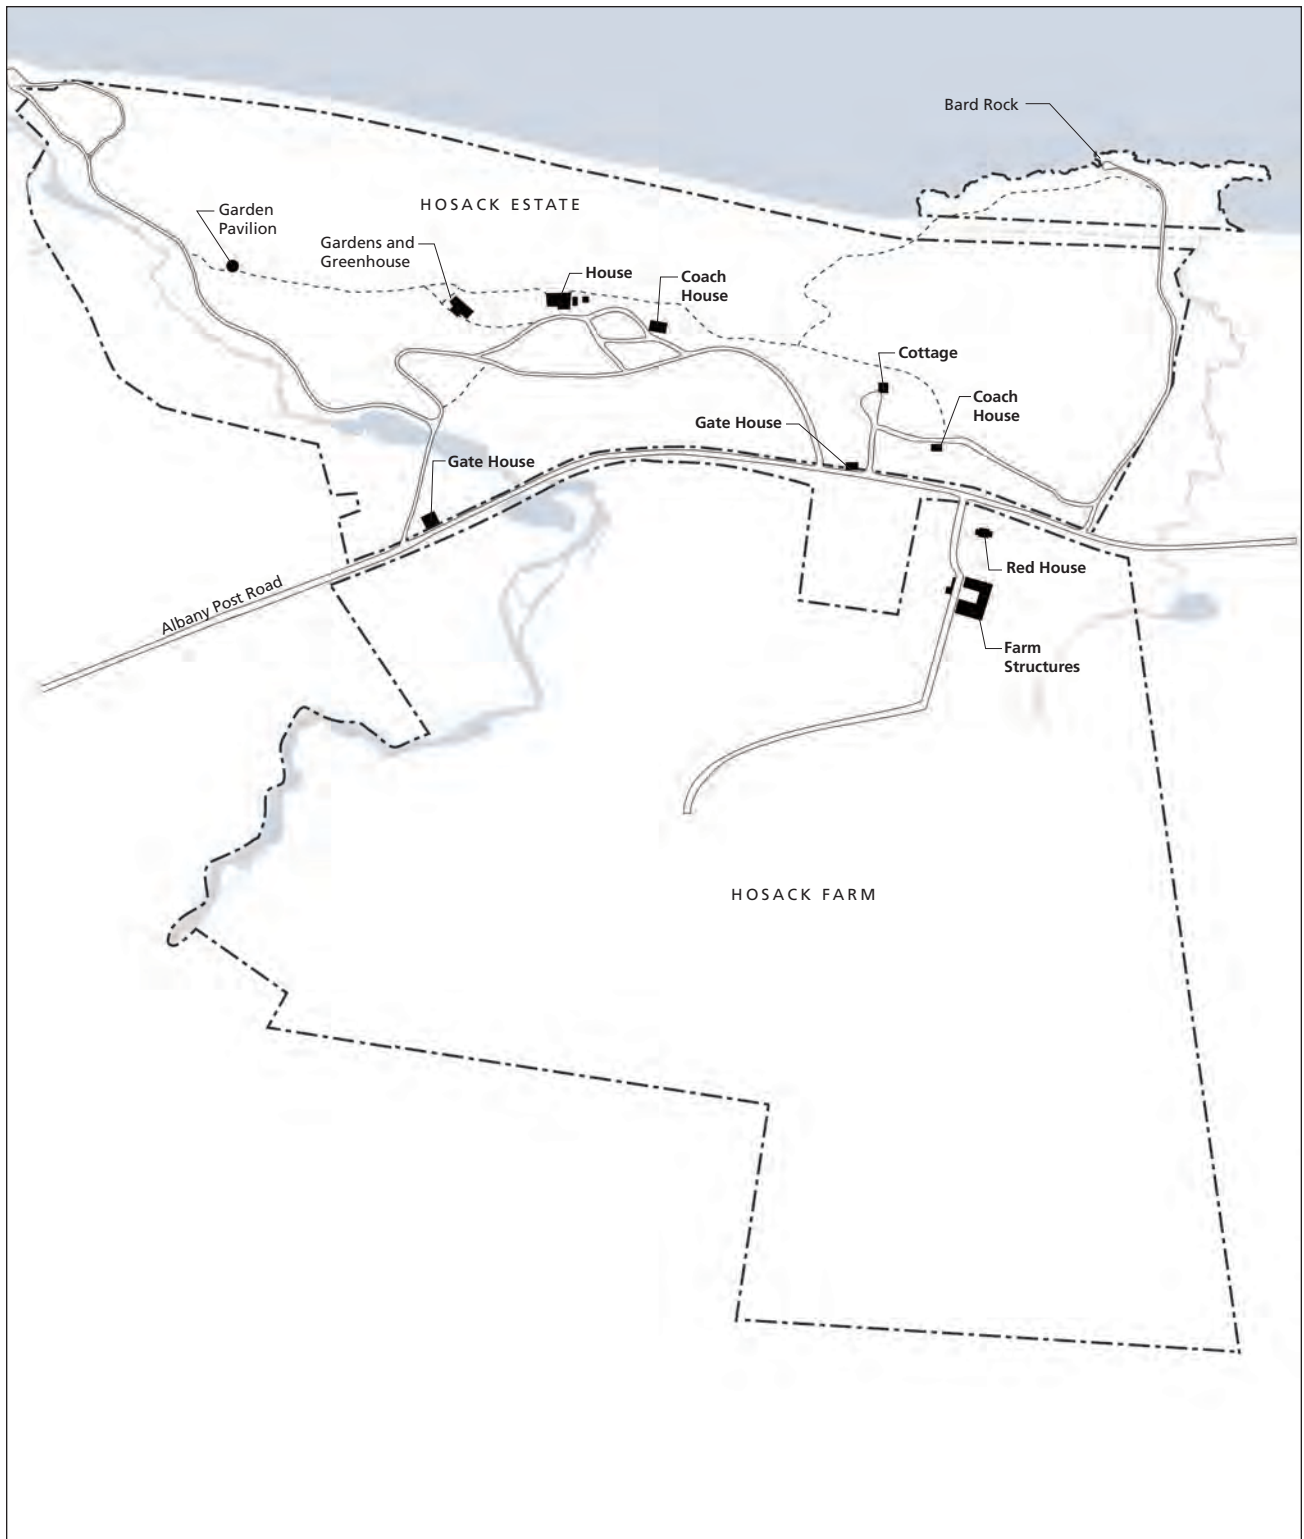 Bard Rock
HOSACK ESTATE
Garden
Pavilion
Gardens and
Greenhouse
House
Coach
House
Cottage
Coach
House
Gate House
Gate House
Red House
Albany Post Road
Farm
Structures
HOSACK FARM